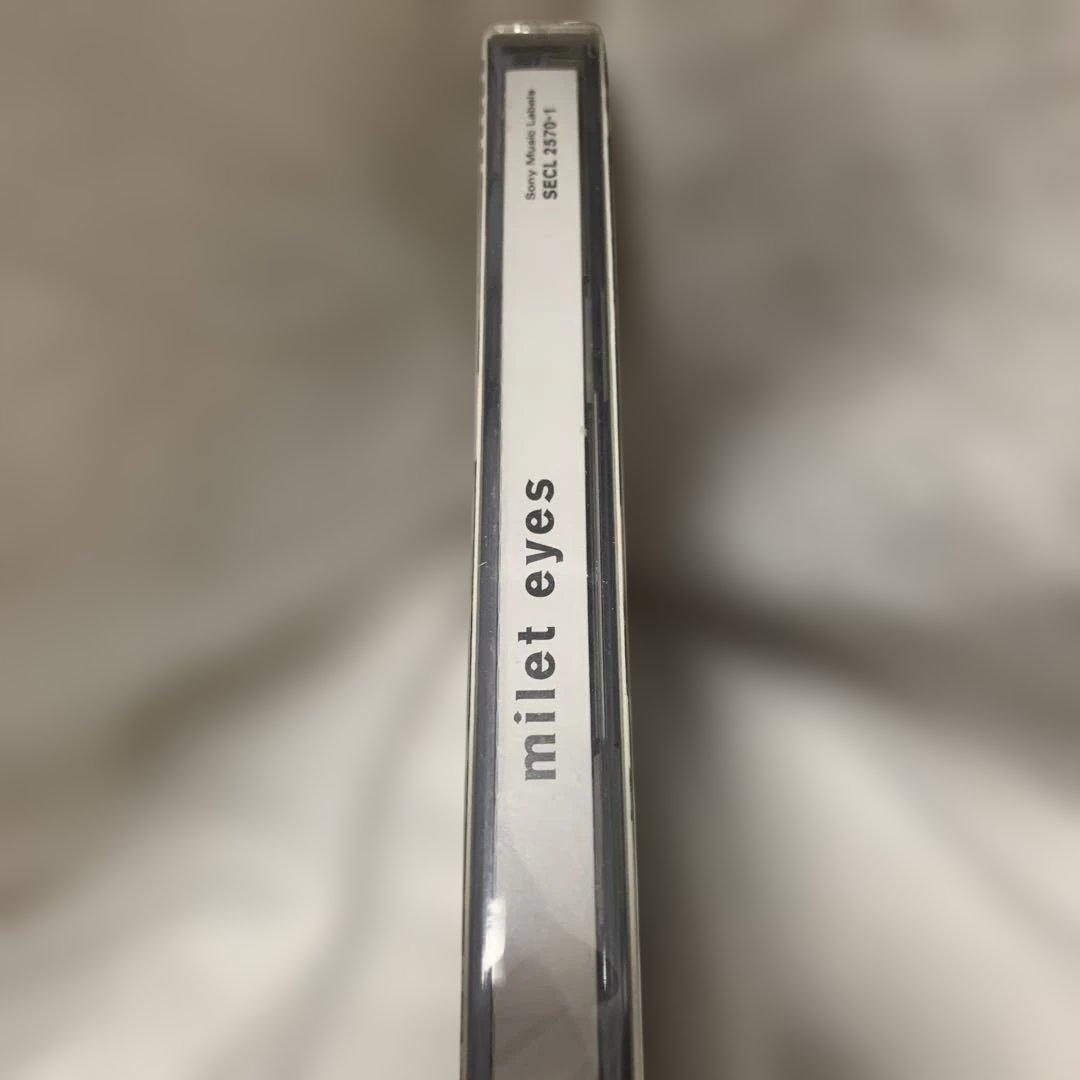 milet eyes
Sony Music Labels
SECL 2570-1